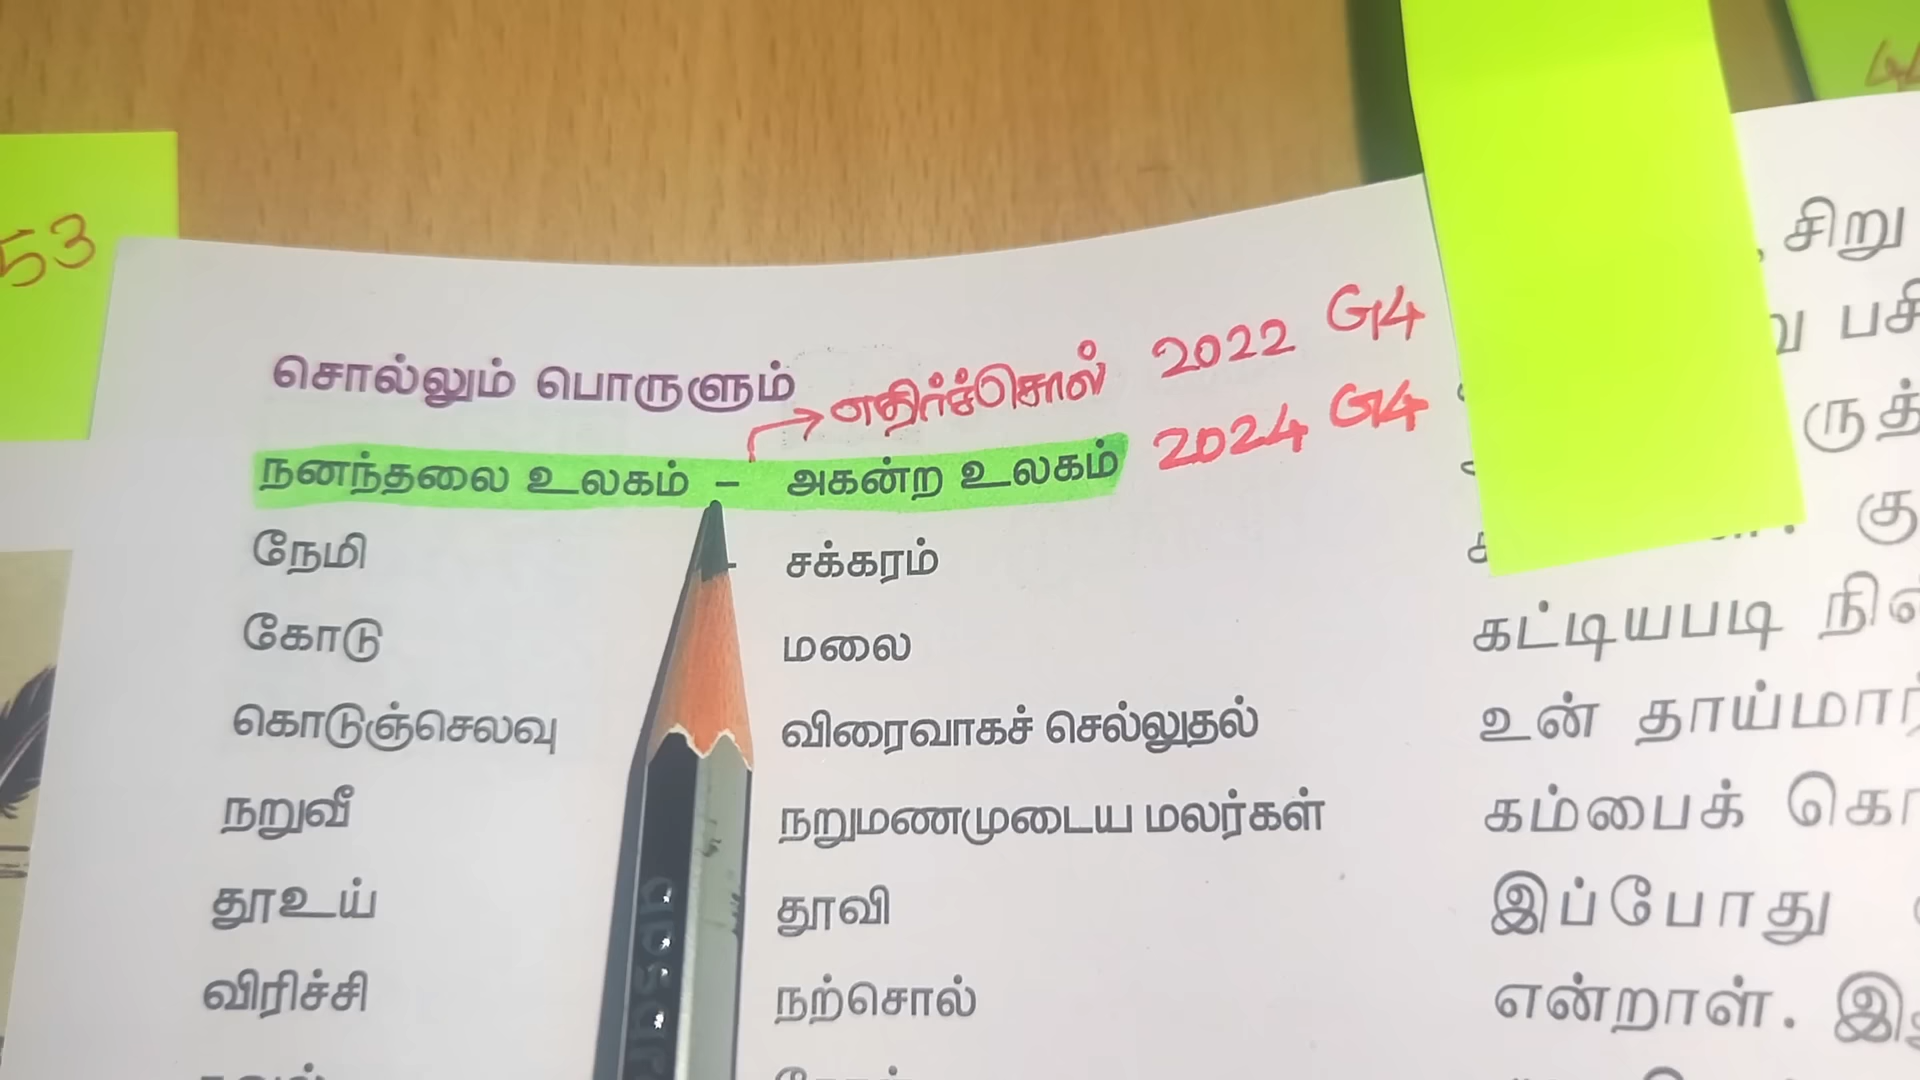 53
சொல்லும் பொருளும் எதிர்ச்சொல் 2022 G4
நனந்தலை உலகம் - அகன்ற உலகம் 2024 G4
நேமி - சக்கரம்
கோடு மலை
கொடுஞ்செலவு விரைவாகச் செல்லுதல்
நறுவீ நறுமணமுடைய மலர்கள்
தூஉய் தூவி
விரிச்சி நற்சொல்
சிறு
கட்டியபடி
உன்
கம்பைக்
இப்போது
என்றாள்.